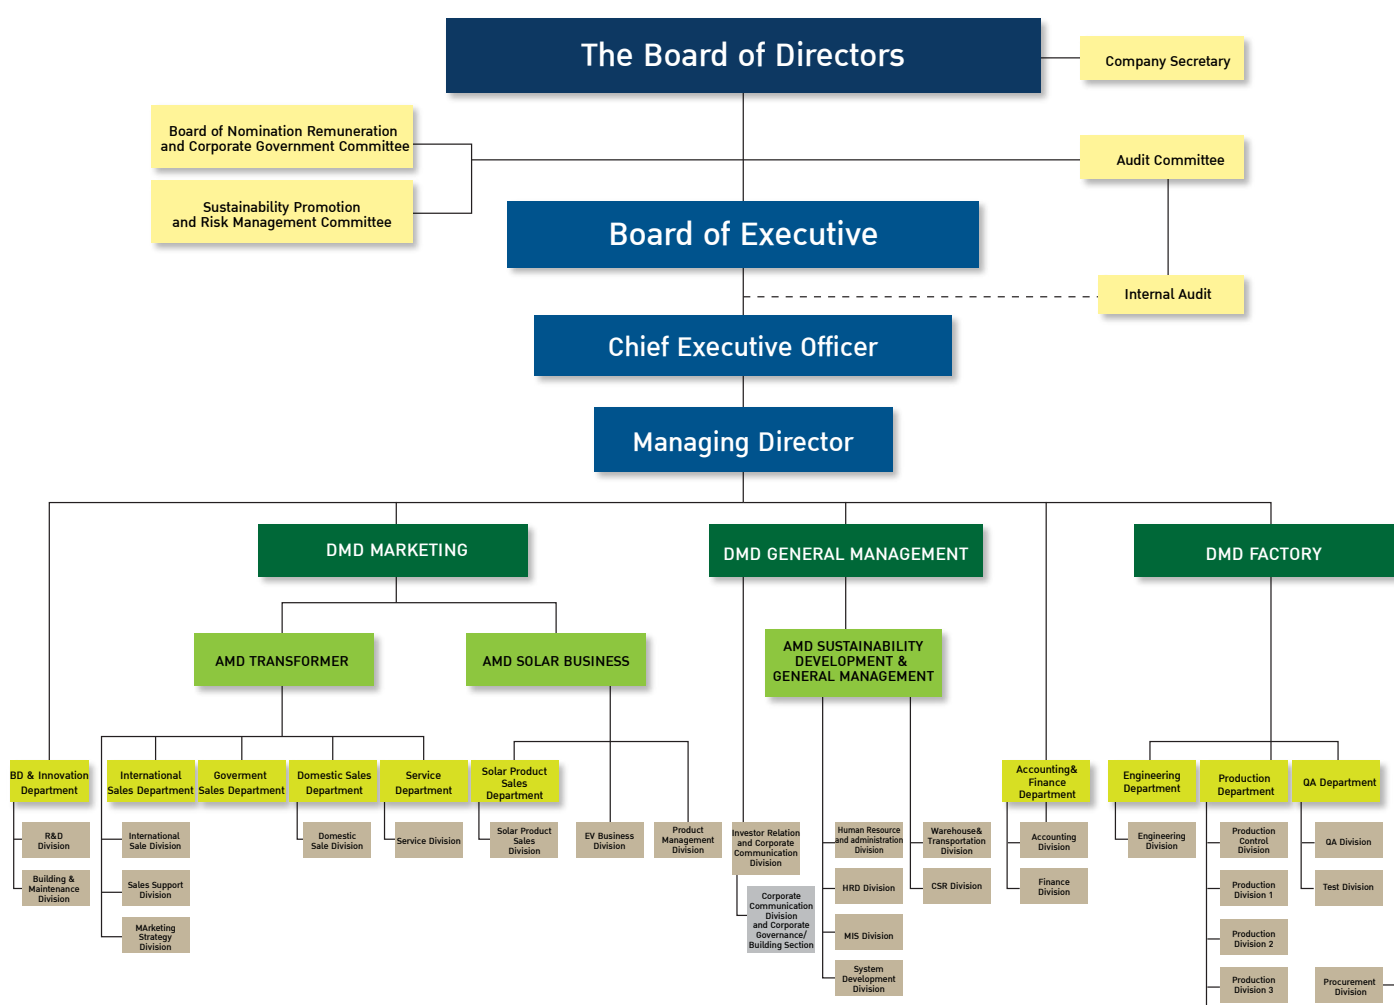 The Board of Directors
Company Secretary
Board of Nomination Remuneration
and Corporate Government Committee
Audit Committee
Sustainability Promotion
and Risk Management Committee
Board of Executive
Internal Audit
Chief Executive Officer
Managing Director
DMD MARKETING
DMD GENERAL MANAGEMENT
DMD FACTORY
AMD TRANSFORMER
AMD SOLAR BUSINESS
AMD SUSTAINABILITY
DEVELOPMENT &
GENERAL MANAGEMENT
BD & Innovation
Department
International
Sales Department
Goverment
Sales Department
Domestic Sales
Department
Service
Department
Solar Product
Sales
Department
Accounting&
Finance
Department
Engineering
Department
Production
Department
QA Department
R&D
Division
International
Sale Division
Domestic
Sale Division
Service Division
Solar Product
Sales
Division
EV Business
Division
Product
Management
Division
Investor Relation
and Corporate
Communication
Division
Human Resource
and administration
Division
Warehouse&
Transportation
Division
Accounting
Division
Engineering
Division
Production
Control
Division
QA Division
Building &
Maintenance
Division
Sales Support
Division
Corporate
Communication
Division
and Corporate
Governance/
Building Section
HRD Division
CSR Division
Finance
Division
Production
Division 1
Test Division
MArketing
Strategy
Division
MIS Division
Production
Division 2
System
Development
Division
Production
Division 3
Procurement
Division